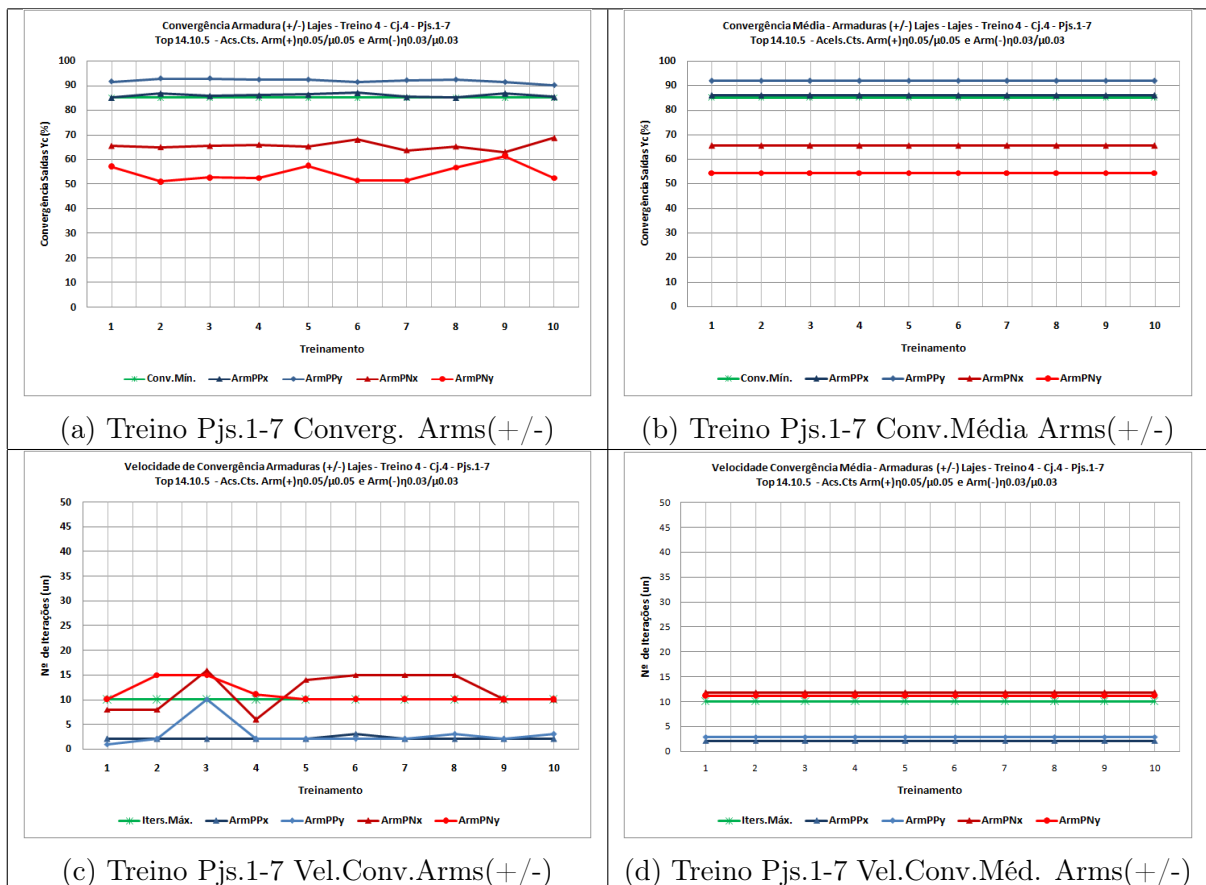 Convergência Armadura (+/-) Lajes - Treino 4 - Cj.4 - Pjs.1-7
Top 14.10.5 - Acs.Cts. Arm(+)η0.05/μ0.05 e Arm(-)η0.03/μ0.03
Convergência Saídas Yc (%)
100
90
80
70
60
50
40
30
20
10
0
1 2 3 4 5 6 7 8 9 10
Treinamento
Conv.Mín. ArmPPx ArmPPy ArmPNx ArmPNy
(a) Treino Pjs.1-7 Converg. Arms(+/-)
Convergência Média - Armaduras (+/-) Lajes - Lajes - Treino 4 - Cj.4 - Pjs.1-7
Top 14.10.5 - Acels.Cts. Arm(+)η0.05/μ0.05 e Arm(-)η0.03/μ0.03
Convergência Saídas Yc (%)
100
90
80
70
60
50
40
30
20
10
0
1 2 3 4 5 6 7 8 9 10
Treinamento
Conv.Mín. ArmPPx ArmPPy ArmPNx ArmPNy
(b) Treino Pjs.1-7 Conv.Média Arms(+/-)
Velocidade de Convergência Armaduras (+/-) Lajes - Treino 4 - Cj.4 - Pjs.1-7
Top 14.10.5 - Acs.Cts Arm(+)η0.05/μ0.05 e Arm(-)η0.03/μ0.03
Nº de Iterações (un)
50
45
40
35
30
25
20
15
10
5
0
1 2 3 4 5 6 7 8 9 10
Treinamento
Iters.Máx. ArmPPx ArmPPy ArmPNx ArmPNy
(c) Treino Pjs.1-7 Vel.Conv.Arms(+/-)
Velocidade Convergência Média - Armaduras (+/-) Lajes - Treino 4 - Cj.4 - Pjs.1-7
Top 14.10.5 - Acs.Cts. Arm(+)η0.05/μ0.05 e Arm(-)η0.03/μ0.03
Nº de Iterações (un)
50
45
40
35
30
25
20
15
10
5
0
1 2 3 4 5 6 7 8 9 10
Treinamento
Iters.Máx. ArmPPx ArmPPy ArmPNx ArmPNy
(d) Treino Pjs.1-7 Vel.Conv.Méd. Arms(+/-)